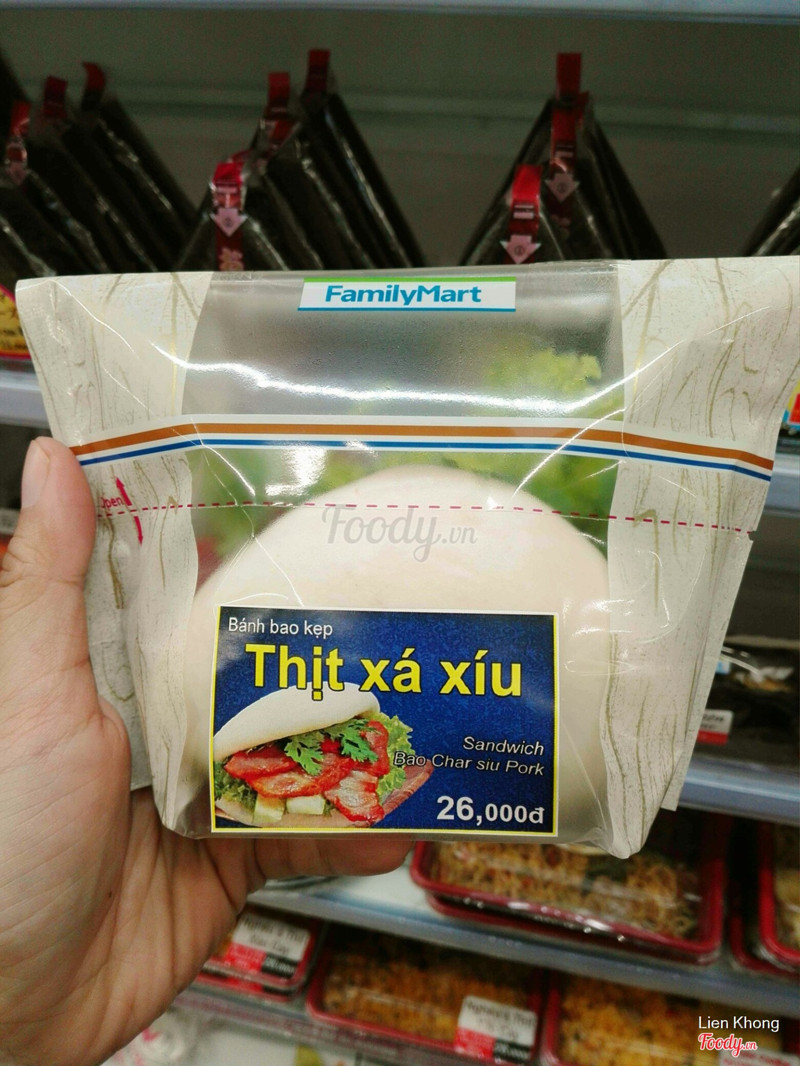 FamilyMart
Open
Foody.vn
Bánh bao kẹp
Thịt xá xíu
Sandwich
Bao Char siu Pork
26,000đ
Lien Khong
Foody.vn